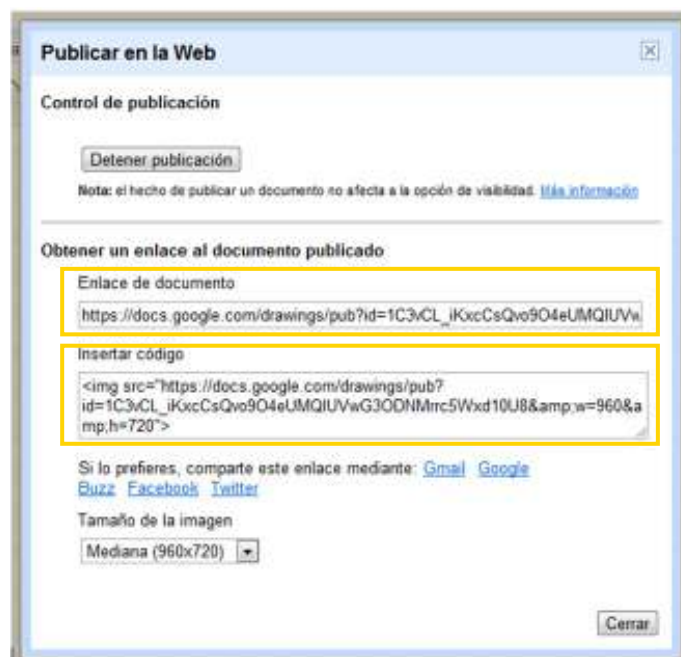 Publicar en la Web
Control de publicación
Detener publicación
Nota: el hecho de publicar un documento no afecta a la opción de visibilidad. Más información
Obtener un enlace al documento publicado
Enlace de documento
https://docs.google.com/drawings/pub?id=1C3vCL_iKxcCsQvo9O4eUMQIUVw
Insertar código
<img src="https://docs.google.com/drawings/pub?
id=1C3vCL_iKxcCsQvo9O4eUMQIUVwG3ODNMrrc5Wxd10U8&amp;w=960&a
mp;h=720">
Si lo prefieres, comparte este enlace mediante: Gmail Google
Buzz Facebook Twitter
Tamaño de la imagen
Mediana (960x720)
Cerrar